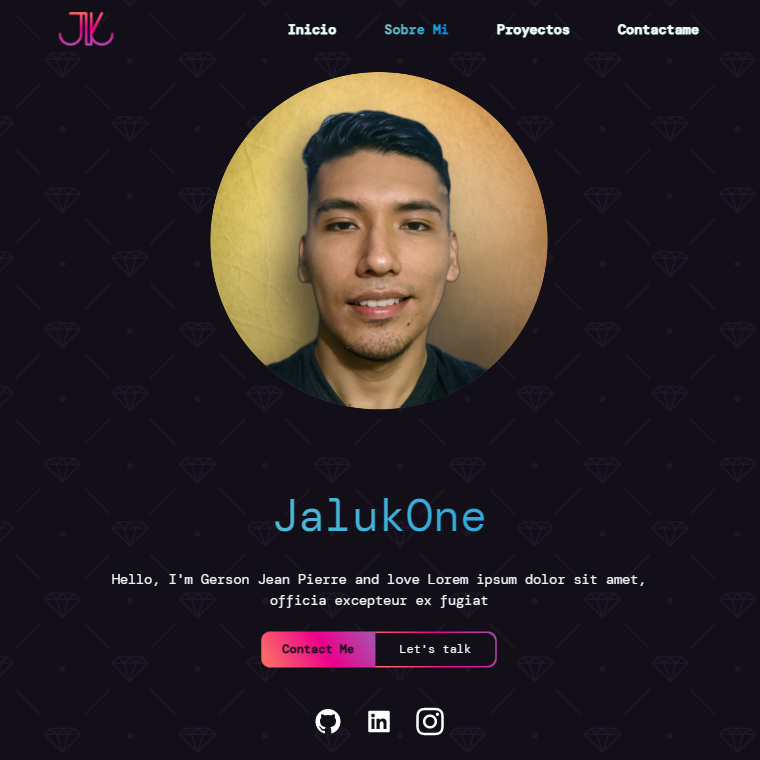 JK
Inicio Sobre Mi Proyectos Contactame
JalukOne
Hello, I'm Gerson Jean Pierre and love Lorem ipsum dolor sit amet,
officia excepteur ex fugiat
Contact Me Let's talk
in